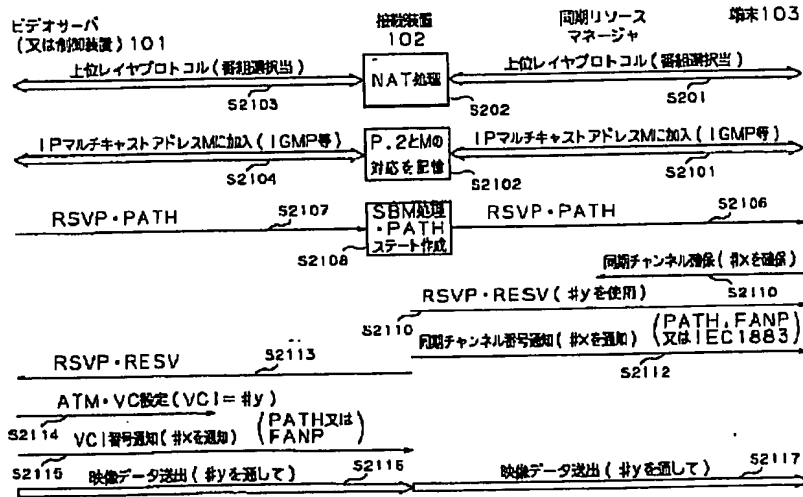 ビデオサーバ
(又は制御装置)101
接続装置
102
同期リソース
マネージャ
端末103
上位レイヤプロトコル(番組選択当)
S2103
NAT処理
S202
上位レイヤプロトコル(番組選択当)
S201
IPマルチキャストアドレスMに加入(IGMP等)
S2104
P.2とMの
対応を記憶
S2102
IPマルチキャストアドレスMに加入(IGMP等)
S2101
RSVP・PATH
S2107
SBM処理
・PATH
ステート作成
S2108
RSVP・PATH
S2106
同期チャンネル確保(#xを確保)
S2110
RSVP・RESV(#yを使用)
S2110
同期チャンネル番号通知(#xを通知)
(PATH,FANP
又はIEC1883)
S2112
RSVP・RESV
S2113
ATM・VC設定(VCI=#y)
S2114
VCI番号通知(#xを通知)
(PATH又は
FANP)
S2115
映像データ送出(#yを通して)
S2116
映像データ送出(#yを通して)
S2117